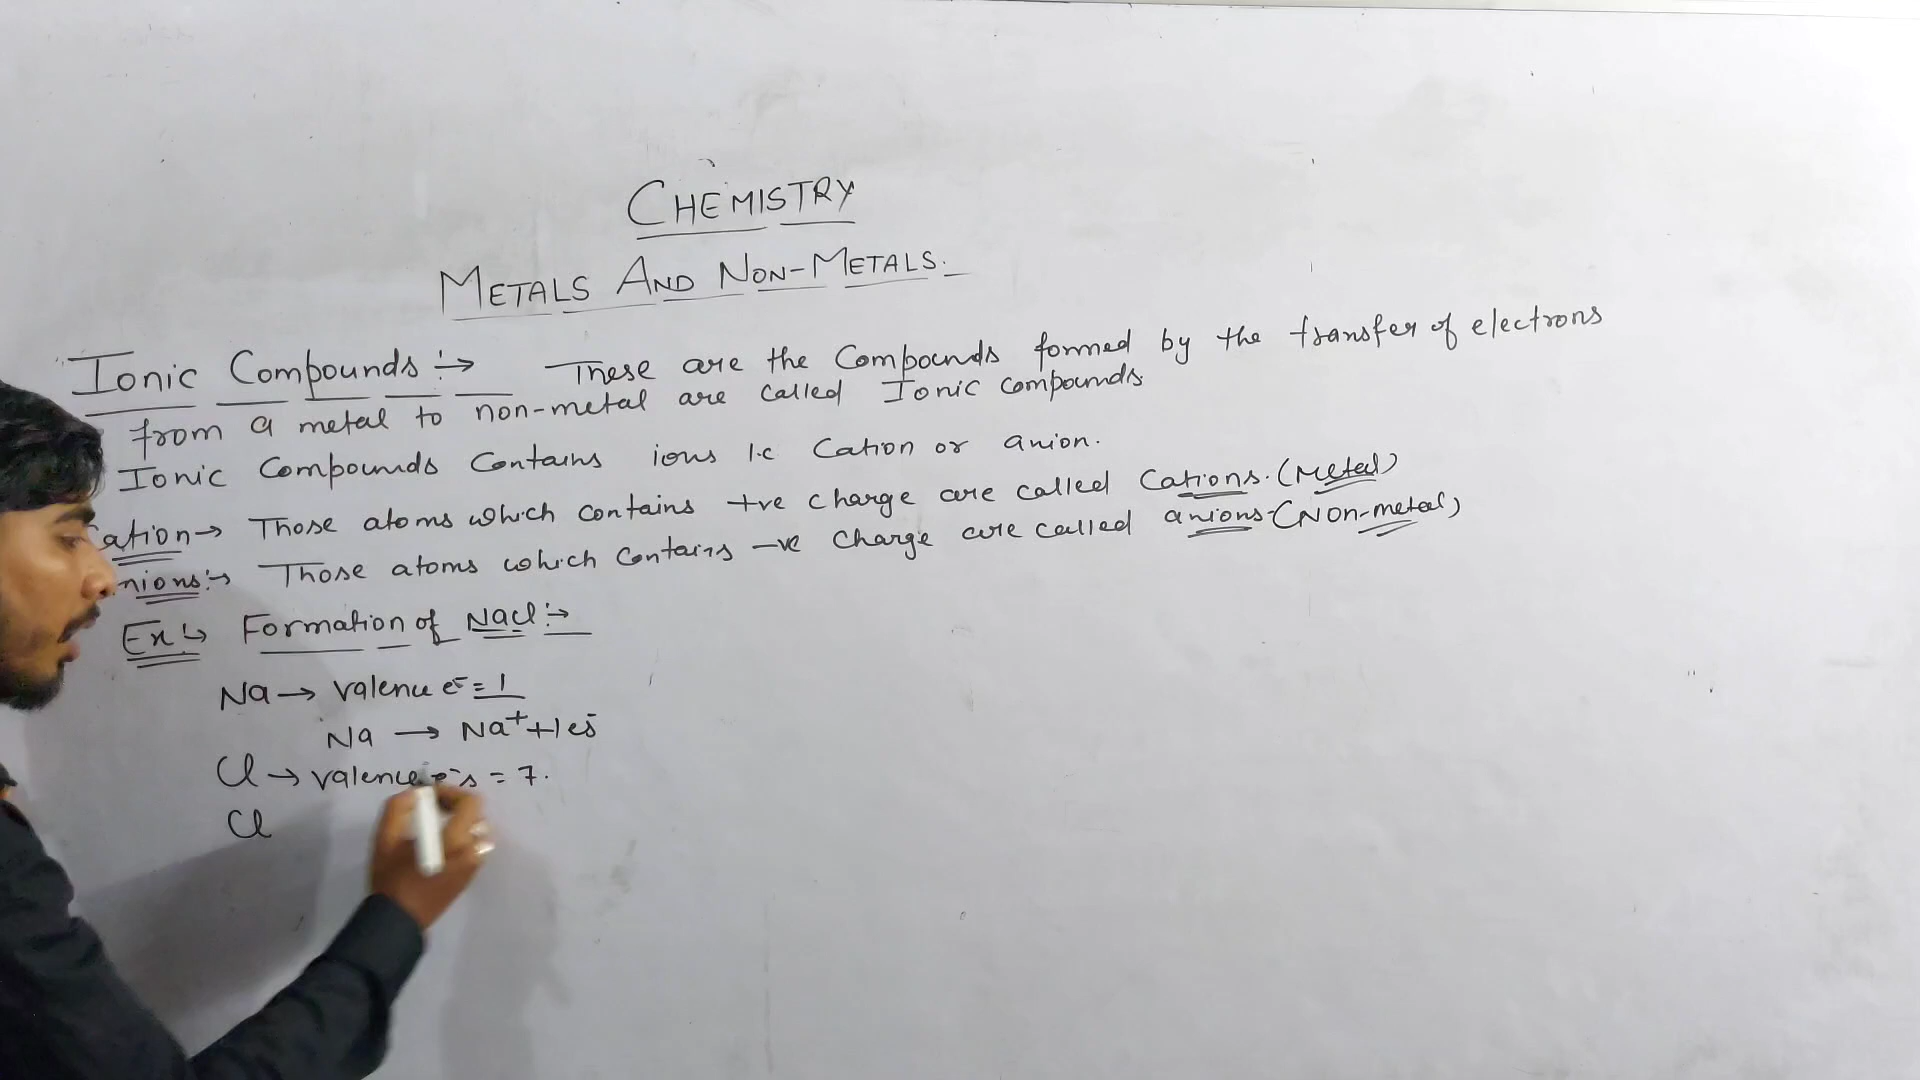 CHEMISTRY
METALS AND NON-METALS.
Ionic Compounds :→ These are the Compounds formed by the transfer of electrons
from a metal to non-metal are called Ionic compounds.
Ionic Compounds Contains ions i.e Cation or anion.
ation → Those atoms which contains +ve charge are called Cations. (Metal)
nions :→ Those atoms which contains -ve charge are called anions - (Non-metal)
Ex :→ Formation of NaCl :→
Na → Valence e⁻ = 1
Na → Na⁺ + 1e⁻
Cl → valence e⁻s = 7.
Cl